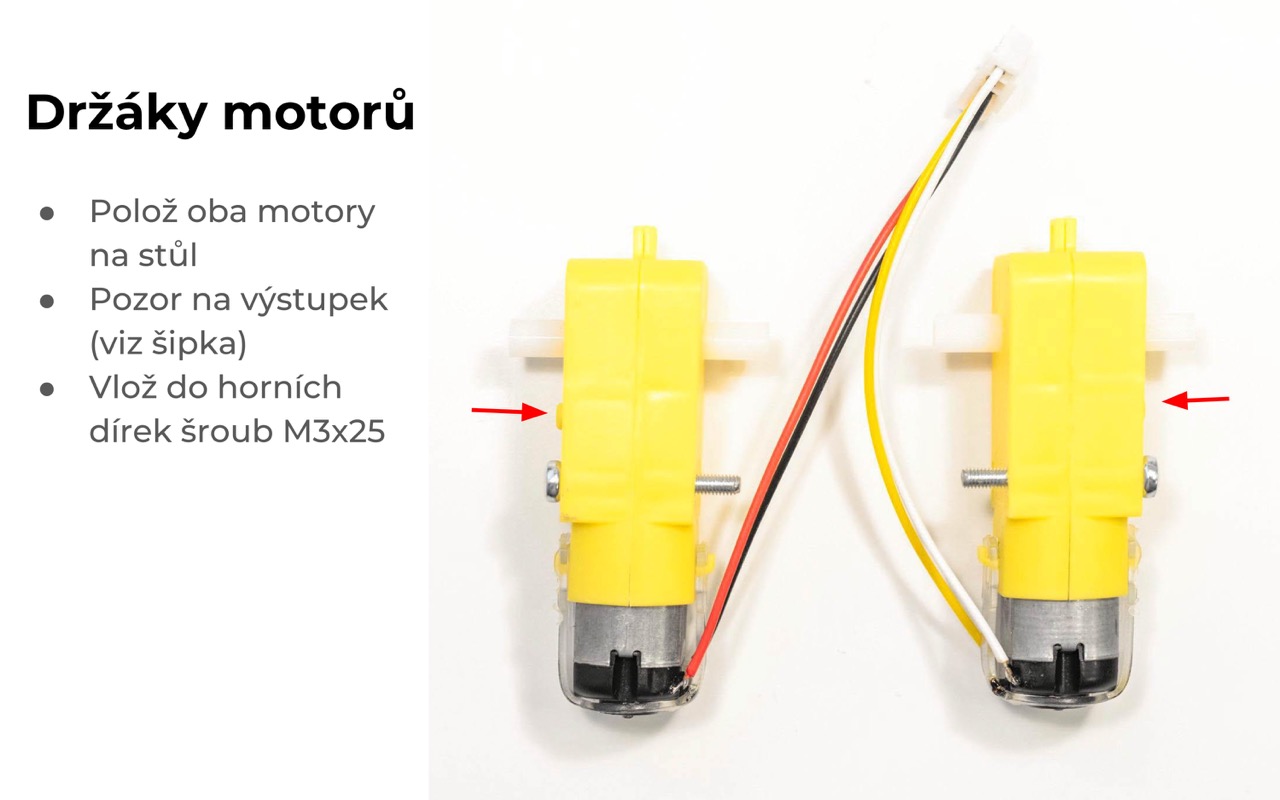 Držáky motorů
● Polož oba motory
na stůl
● Pozor na výstupek
(viz šipka)
● Vlož do horních
dírek šroub M3x25